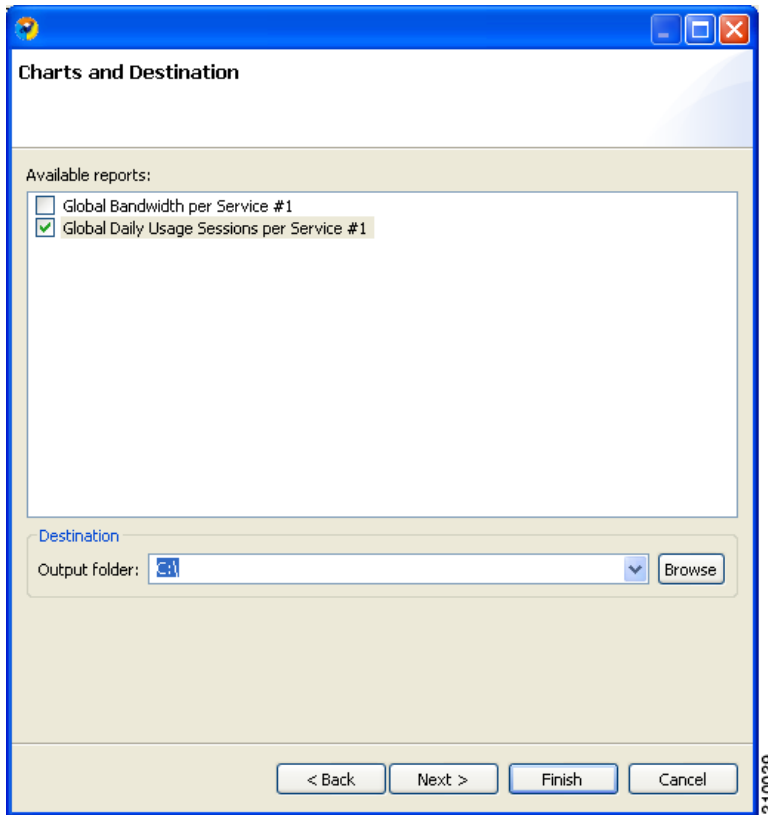 Charts and Destination
Available reports:
Global Bandwidth per Service #1
Global Daily Usage Sessions per Service #1
Destination
Output folder: C:\ Browse
< Back Next > Finish Cancel